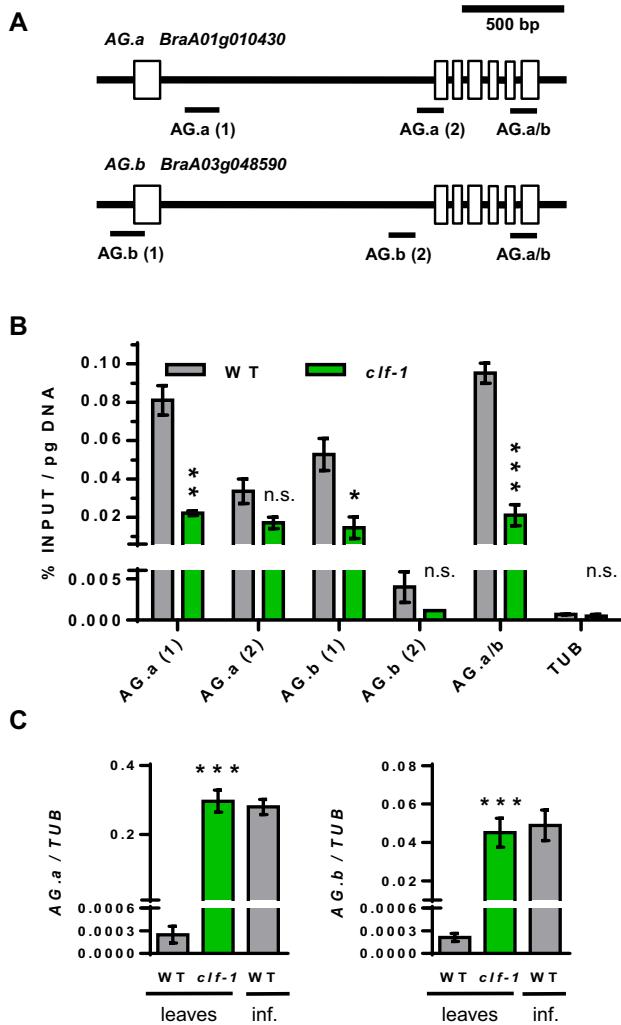 A
500 bp
AG.a BraA01g010430
AG.a (1) AG.a (2) AG.a/b
AG.b BraA03g048590
AG.b (1) AG.b (2) AG.a/b
B
% INPUT / pg DNA
0.10
0.08
0.06
0.04
0.02
0.005
0.000
WT clf-1
**
n.s.
*
n.s.
***
n.s.
AG.a (1) AG.a (2) AG.b (1) AG.b (2) AG.a/b TUB
C
AG.a / TUB
0.4
0.2
0.0006
0.0003
0.0000
***
WT clf-1 WT
leaves inf.
AG.b / TUB
0.08
0.06
0.04
0.02
0.0006
0.0003
0.0000
***
WT clf-1 WT
leaves inf.